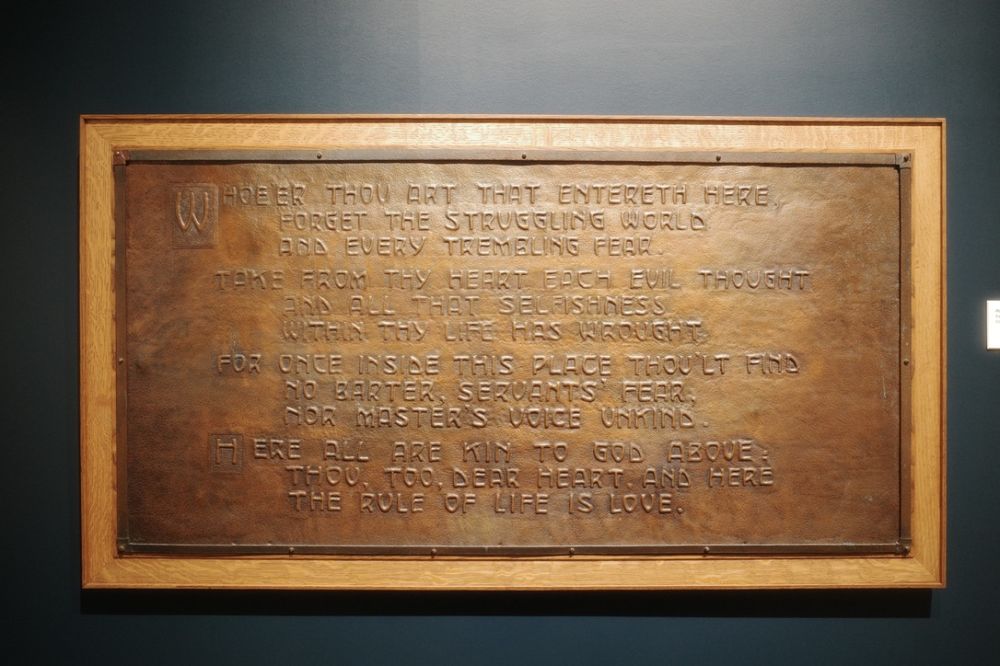 WHOE'ER THOU ART THAT ENTERETH HERE,
FORGET THE STRUGGLING WORLD
AND EVERY TREMBLING FEAR.
TAKE FROM THY HEART EACH EVIL THOUGHT
AND ALL THAT SELFISHNESS
WITHIN THY LIFE HAS WROUGHT.
FOR ONCE INSIDE THIS PLACE THOU'LT FIND
NO BARTER, SERVANTS' FEAR,
NOR MASTER'S VOICE UNKIND.
HERE ALL ARE KIN TO GOD ABOVE;
THOU, TOO, DEAR HEART, AND HERE
THE RULE OF LIFE IS LOVE.